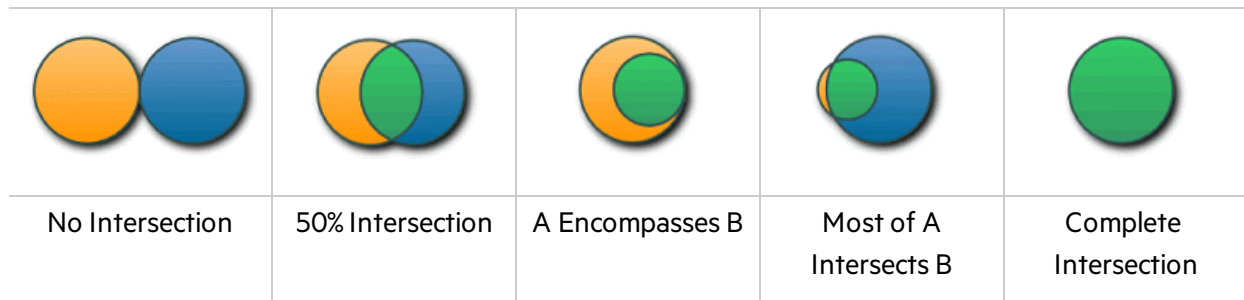 No Intersection
50% Intersection
A Encompasses B
Most of A
Intersects B
Complete
Intersection